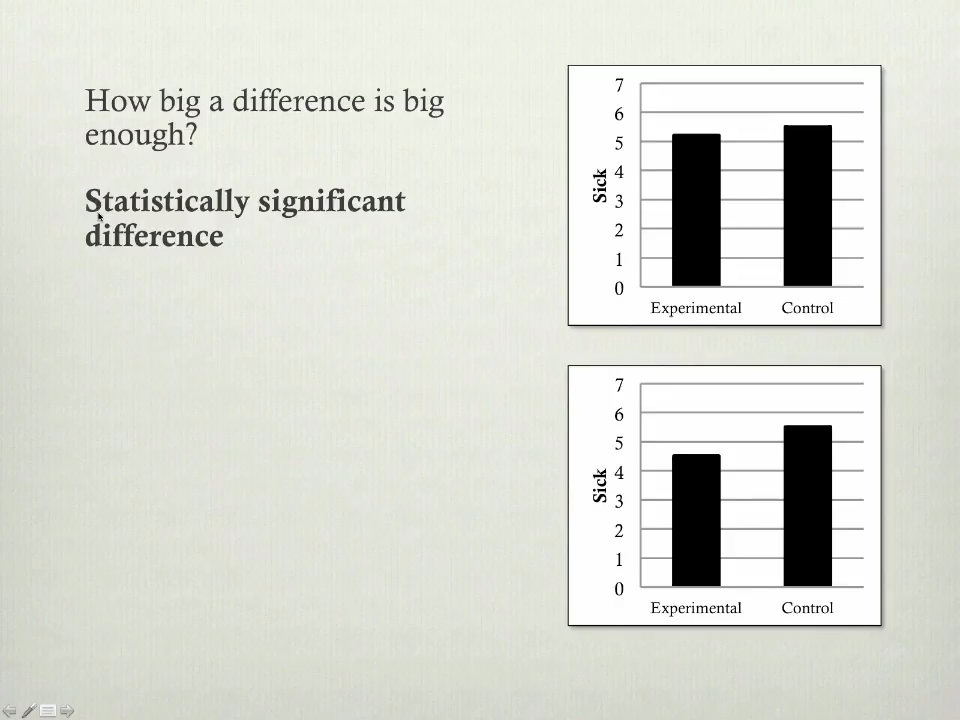 How big a difference is big
enough?
Statistically significant
difference
7
6
5
4
3
2
1
0
Sick
Experimental Control
7
6
5
4
3
2
1
0
Sick
Experimental Control